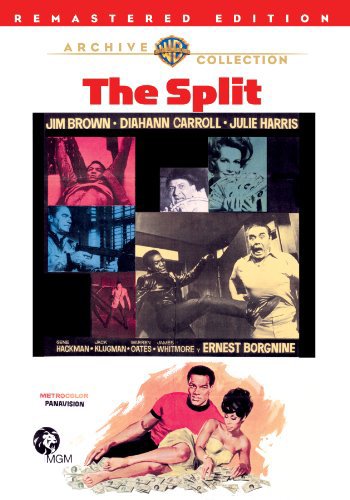 REMASTERED EDITION
ARCHIVE WB COLLECTION
The Split
JIM BROWN - DIAHANN CARROLL - JULIE HARRIS
GENE HACKMAN · JACK KLUGMAN · WARREN OATES · JAMES WHITMORE Y ERNEST BORGNINE
METROCOLOR
PANAVISION
MGM